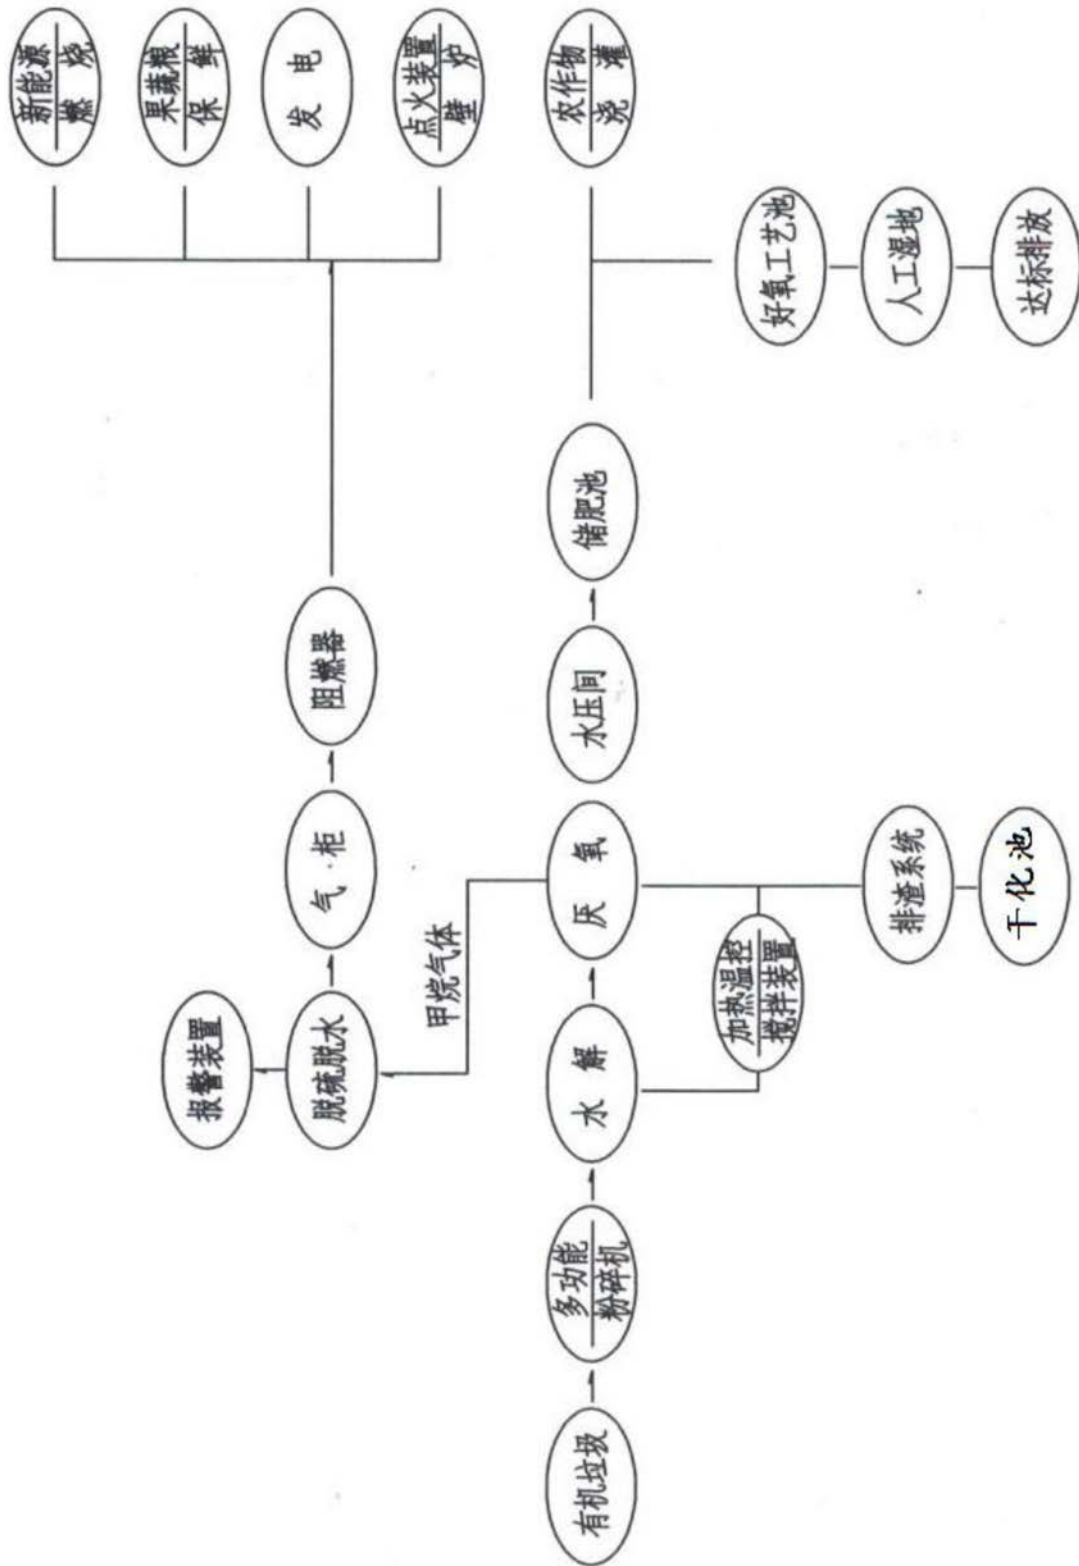 新能源
燃烧
果蔬粮
保鲜
发电
点火装置
壁炉
报警装置
脱硫脱水
气柜
阻燃器
甲烷气体
有机垃圾
多功能
粉碎机
水解
厌氧
水压间
储肥池
农作物
浇灌
加热温控
搅拌装置
好氧工艺池
人工湿地
达标排放
排渣系统
干化池